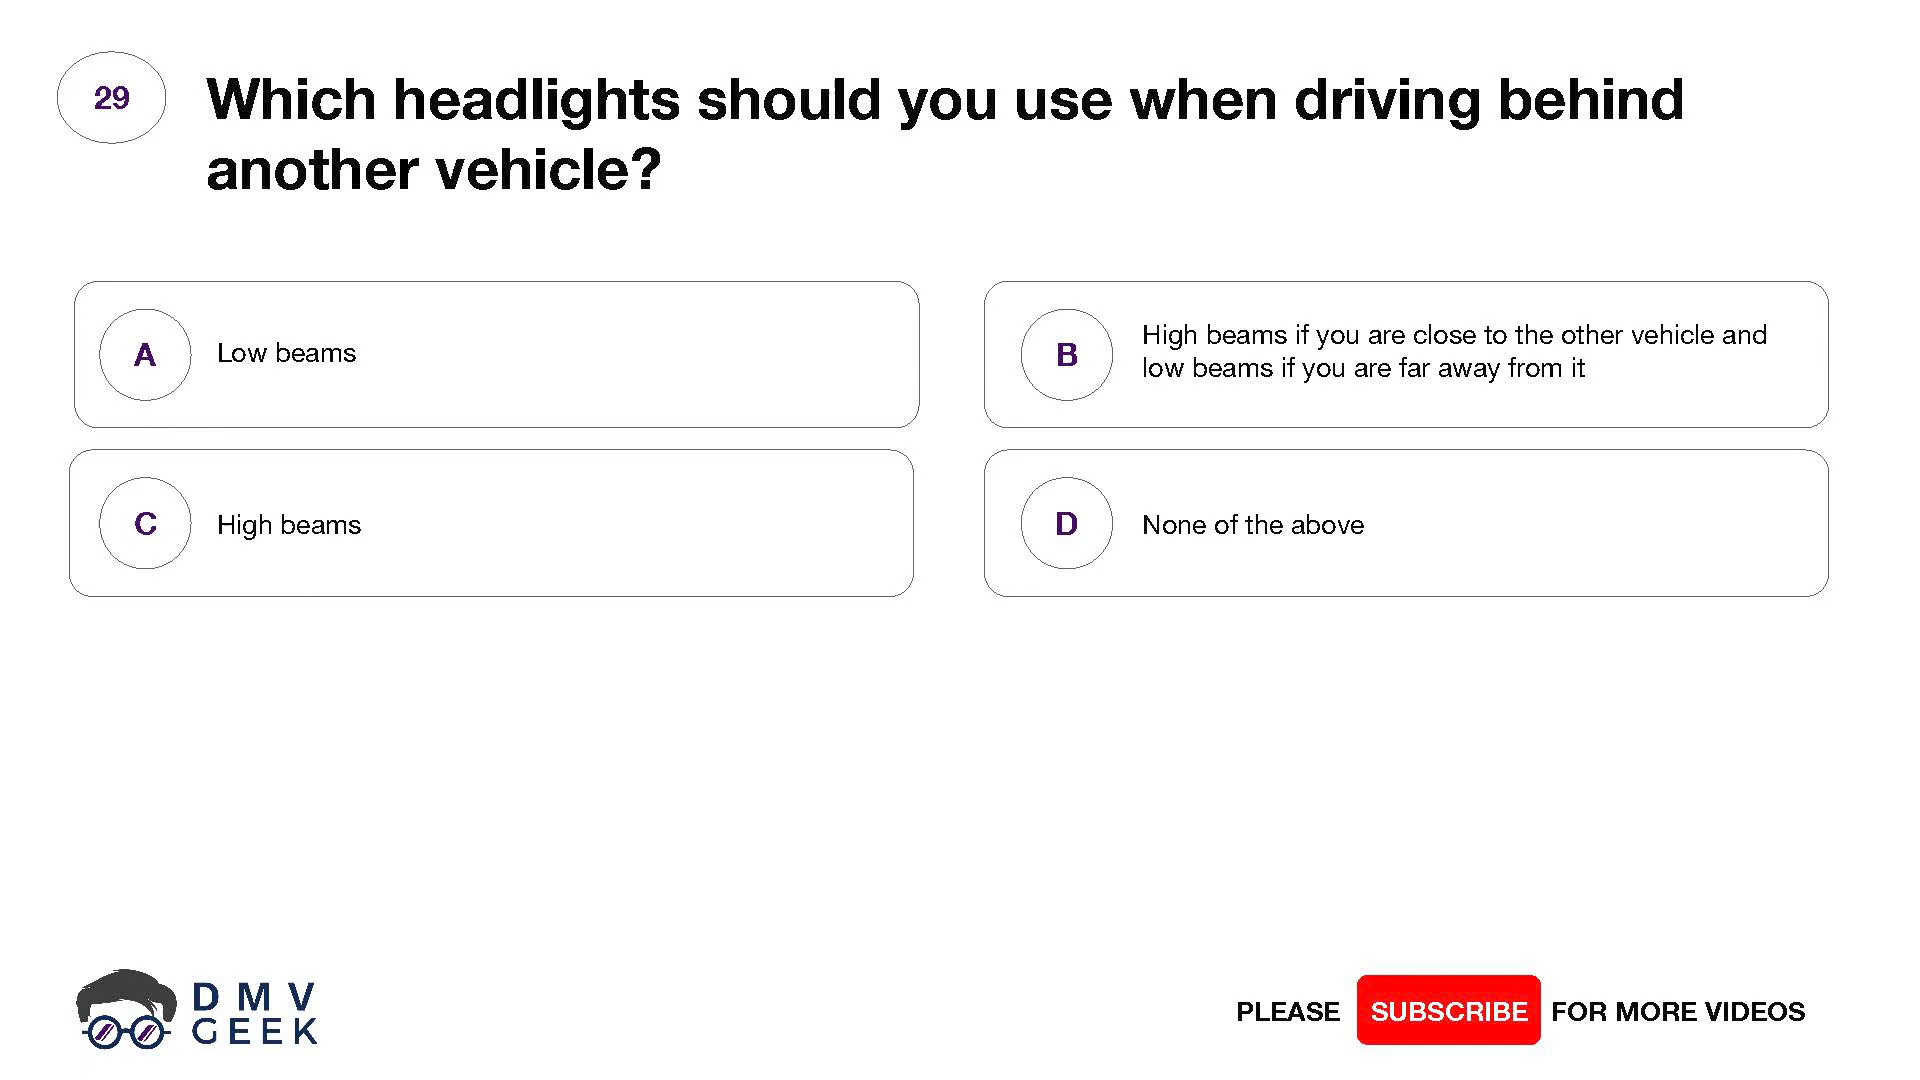 29
Which headlights should you use when driving behind
another vehicle?
A
Low beams
B
High beams if you are close to the other vehicle and
low beams if you are far away from it
C
High beams
D
None of the above
DMV
GEEK
PLEASE SUBSCRIBE FOR MORE VIDEOS